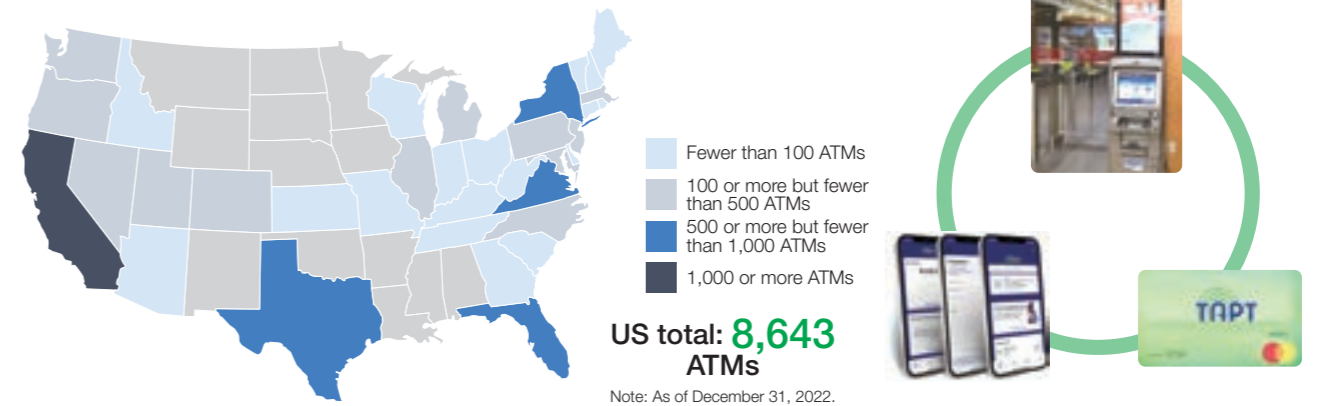 Fewer than 100 ATMs
100 or more but fewer
than 500 ATMs
500 or more but fewer
than 1,000 ATMs
1,000 or more ATMs
US total: 8,643
ATMs
Note: As of December 31, 2022.
TAPT